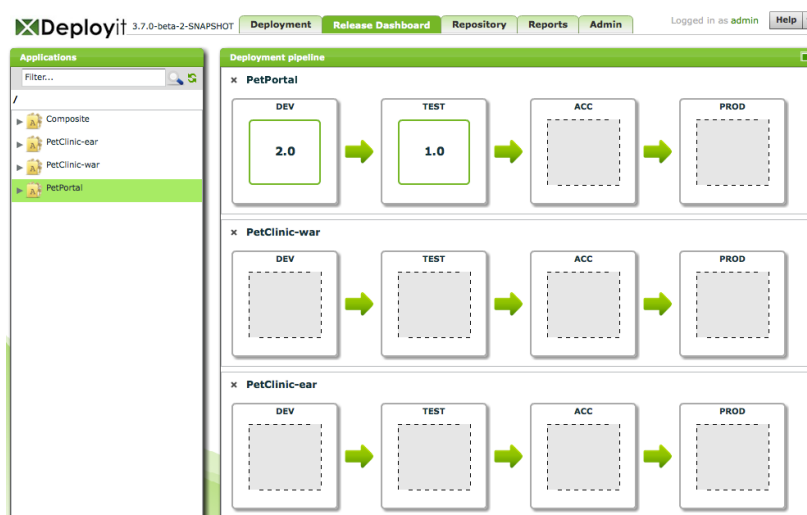 XDeployit 3.7.0-beta-2-SNAPSHOT Deployment Release Dashboard Repository Reports Admin Logged in as admin Help
Applications
Filter...
/
Composite
PetClinic-ear
PetClinic-war
PetPortal
Deployment pipeline
× PetPortal
DEV TEST ACC PROD
2.0 1.0
× PetClinic-war
DEV TEST ACC PROD
× PetClinic-ear
DEV TEST ACC PROD